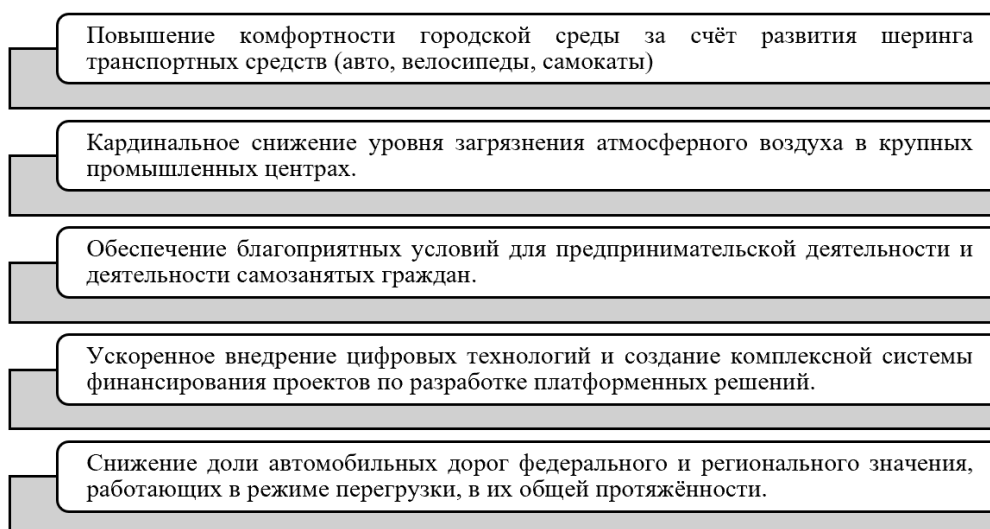 Повышение комфортности городской среды за счёт развития шеринга
транспортных средств (авто, велосипеды, самокаты)
Кардинальное снижение уровня загрязнения атмосферного воздуха в крупных
промышленных центрах.
Обеспечение благоприятных условий для предпринимательской деятельности и
деятельности самозанятых граждан.
Ускоренное внедрение цифровых технологий и создание комплексной системы
финансирования проектов по разработке платформенных решений.
Снижение доли автомобильных дорог федерального и регионального значения,
работающих в режиме перегрузки, в их общей протяжённости.